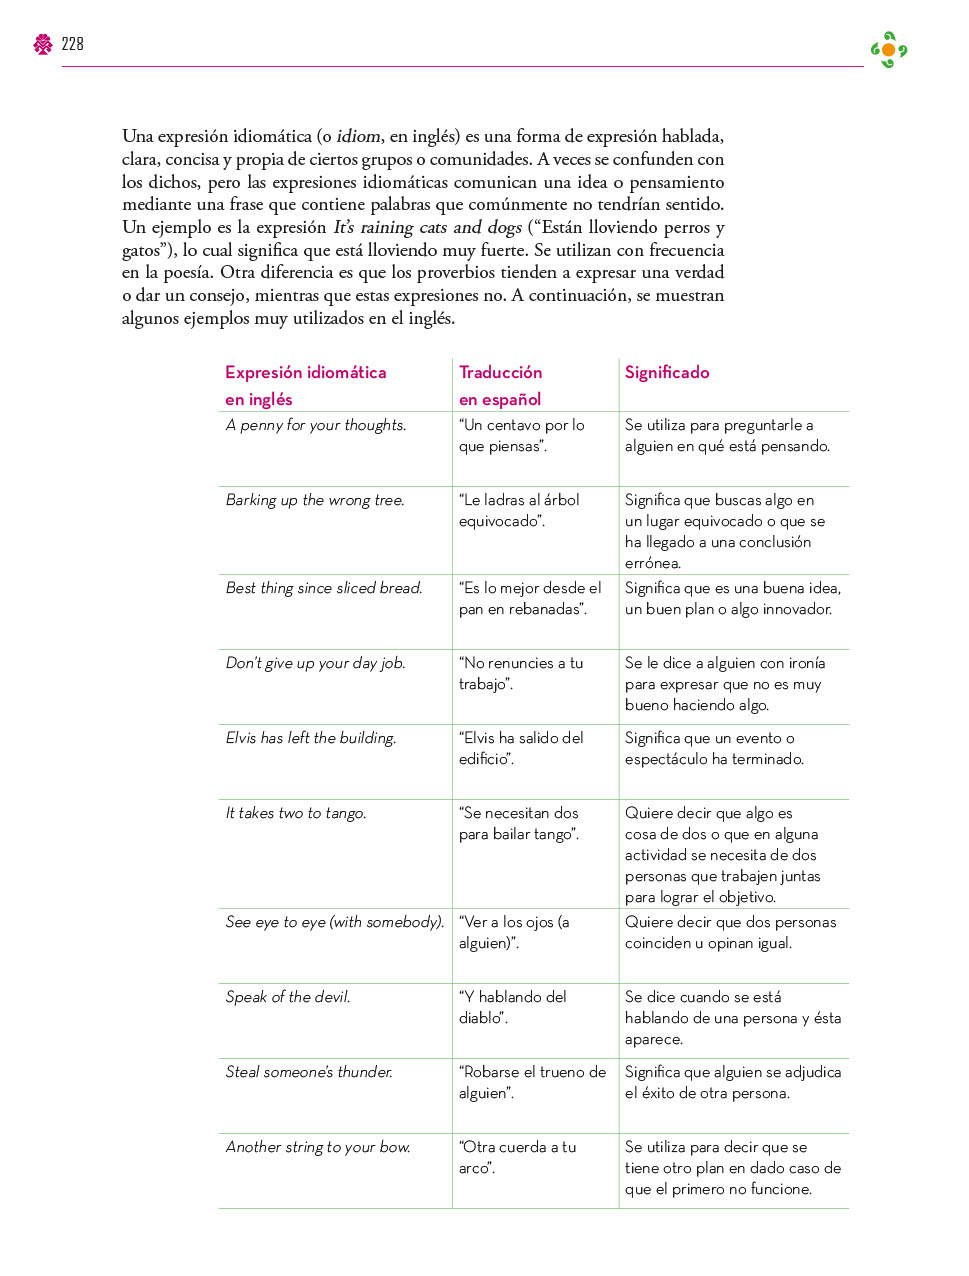 228
Una expresión idiomática (o idiom, en inglés) es una forma de expresión hablada,
clara, concisa y propia de ciertos grupos o comunidades. A veces se confunden con
los dichos, pero las expresiones idiomáticas comunican una idea o pensamiento
mediante una frase que contiene palabras que comúnmente no tendrían sentido.
Un ejemplo es la expresión It’s raining cats and dogs (“Están lloviendo perros y
gatos”), lo cual significa que está lloviendo muy fuerte. Se utilizan con frecuencia
en la poesía. Otra diferencia es que los proverbios tienden a expresar una verdad
o dar un consejo, mientras que estas expresiones no. A continuación, se muestran
algunos ejemplos muy utilizados en el inglés.
Expresión idiomática
en inglés
Traducción
en español
Significado
A penny for your thoughts.
“Un centavo por lo
que piensas”.
Se utiliza para preguntarle a
alguien en qué está pensando.
Barking up the wrong tree.
“Le ladras al árbol
equivocado”.
Significa que buscas algo en
un lugar equivocado o que se
ha llegado a una conclusión
errónea.
Best thing since sliced bread.
“Es lo mejor desde el
pan en rebanadas”.
Significa que es una buena idea,
un buen plan o algo innovador.
Don’t give up your day job.
“No renuncies a tu
trabajo”.
Se le dice a alguien con ironía
para expresar que no es muy
bueno haciendo algo.
Elvis has left the building.
“Elvis ha salido del
edificio”.
Significa que un evento o
espectáculo ha terminado.
It takes two to tango.
“Se necesitan dos
para bailar tango”.
Quiere decir que algo es
cosa de dos o que en alguna
actividad se necesita de dos
personas que trabajen juntas
para lograr el objetivo.
See eye to eye (with somebody).
“Ver a los ojos (a
alguien)”.
Quiere decir que dos personas
coinciden u opinan igual.
Speak of the devil.
“Y hablando del
diablo”.
Se dice cuando se está
hablando de una persona y ésta
aparece.
Steal someone’s thunder.
“Robarse el trueno de
alguien”.
Significa que alguien se adjudica
el éxito de otra persona.
Another string to your bow.
“Otra cuerda a tu
arco”.
Se utiliza para decir que se
tiene otro plan en dado caso de
que el primero no funcione.